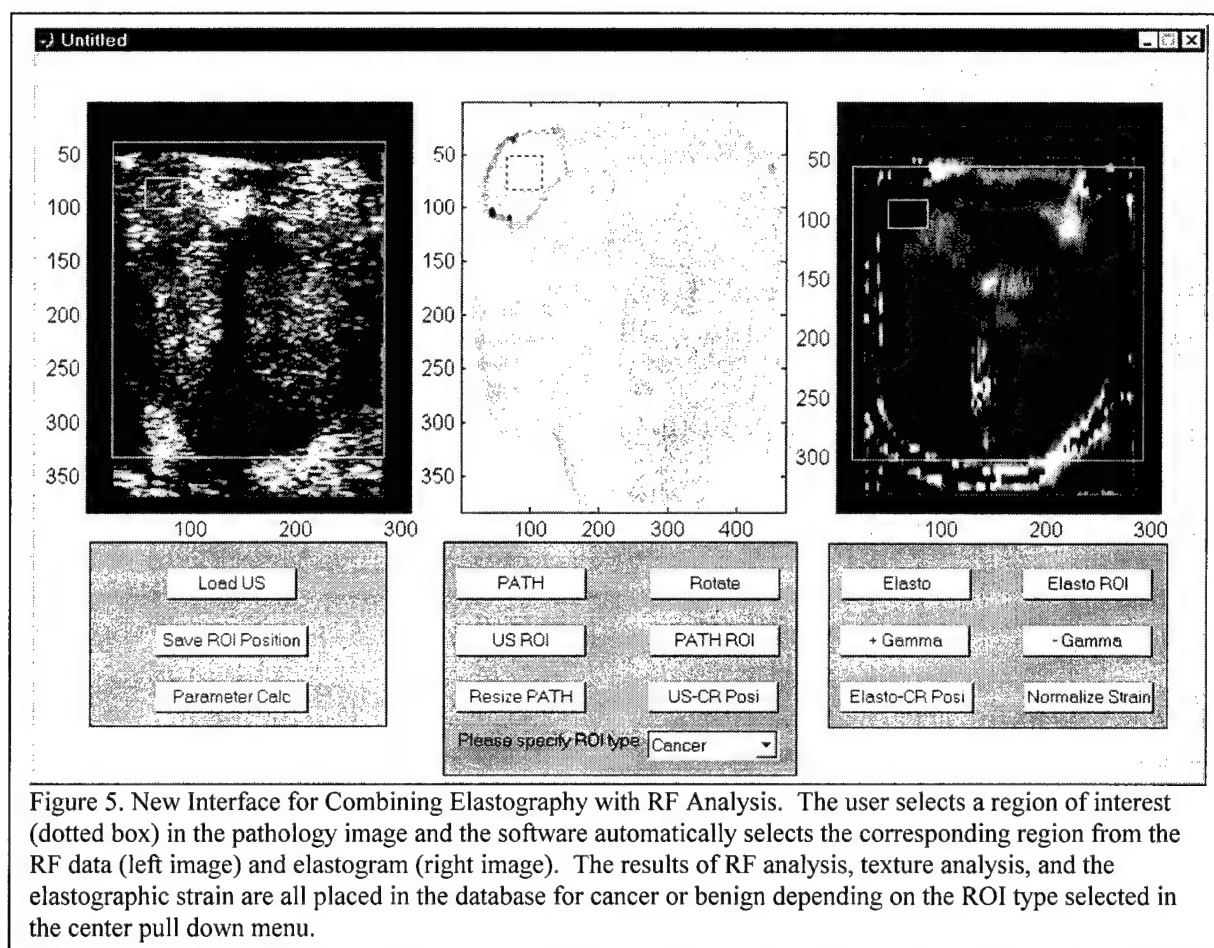 Untitled
50
100
150
200
250
300
350
100 200 300
50
100
150
200
250
300
350
100 200 300 400
50
100
150
200
250
300
100 200 300
Load US
Save ROI Position
Parameter Calc
PATH Rotate
US ROI PATH ROI
Resize PATH US-CR Posi
Please specify ROI type Cancer
Elasto Elasto ROI
+ Gamma - Gamma
Elasto-CR Posi Normalize Strain
Figure 5. New Interface for Combining Elastography with RF Analysis. The user selects a region of interest
(dotted box) in the pathology image and the software automatically selects the corresponding region from the
RF data (left image) and elastogram (right image). The results of RF analysis, texture analysis, and the
elastographic strain are all placed in the database for cancer or benign depending on the ROI type selected in
the center pull down menu.